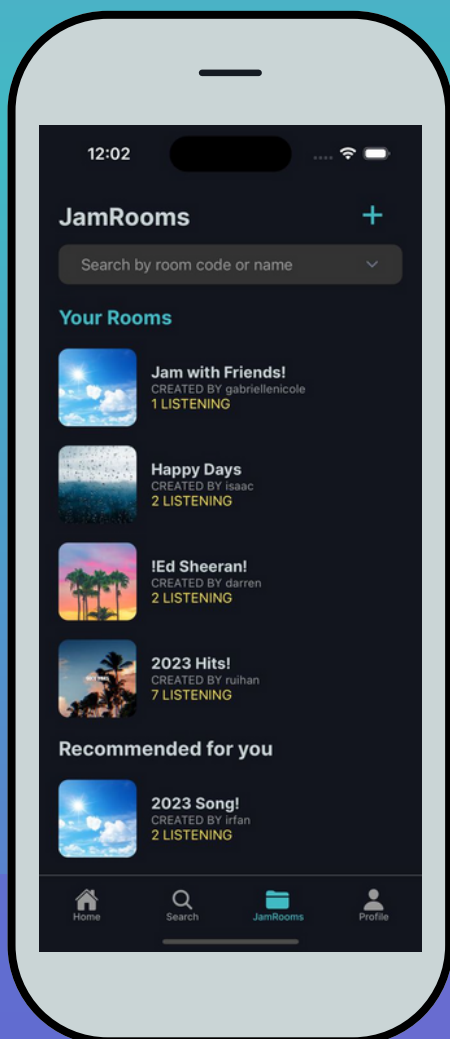 12:02
JamRooms
Search by room code or name
Your Rooms
Jam with Friends!
CREATED BY gabriellenicole
1 LISTENING
Happy Days
CREATED BY isaac
2 LISTENING
!Ed Sheeran!
CREATED BY darren
2 LISTENING
2023 Hits!
CREATED BY ruihan
7 LISTENING
Recommended for you
2023 Song!
CREATED BY irfan
2 LISTENING
Home Search JamRooms Profile